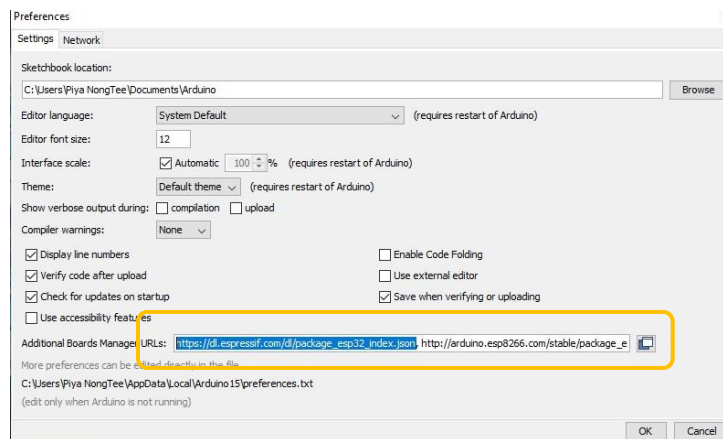 Preferences
Settings Network
Sketchbook location:
C:\Users\Piya NongTee\Documents\Arduino Browse
Editor language: System Default (requires restart of Arduino)
Editor font size: 12
Interface scale: Automatic 100 % (requires restart of Arduino)
Theme: Default theme (requires restart of Arduino)
Show verbose output during: compilation upload
Compiler warnings: None
Display line numbers Enable Code Folding
Verify code after upload Use external editor
Check for updates on startup Save when verifying or uploading
Use accessibility features
Additional Boards Manager URLs: https://dl.espressif.com/dl/package_esp32_index.json, http://arduino.esp8266.com/stable/package_e
More preferences can be edited directly in the file
C:\Users\Piya NongTee\AppData\Local\Arduino15\preferences.txt
(edit only when Arduino is not running)
OK Cancel